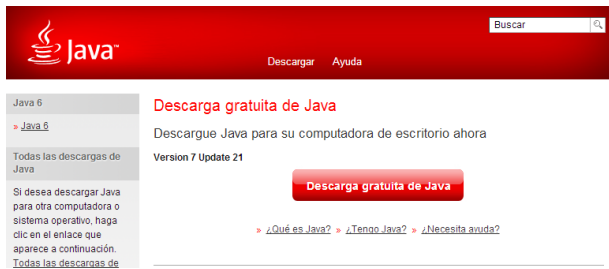 Buscar
Java™
Descargar Ayuda
Java 6
» Java 6
Todas las descargas de
Java
Si desea descargar Java
para otra computadora o
sistema operativo, haga
clic en el enlace que
aparece a continuación.
Todas las descargas de
Descarga gratuita de Java
Descargue Java para su computadora de escritorio ahora
Version 7 Update 21
Descarga gratuita de Java
» ¿Qué es Java? » ¿Tengo Java? » ¿Necesita ayuda?